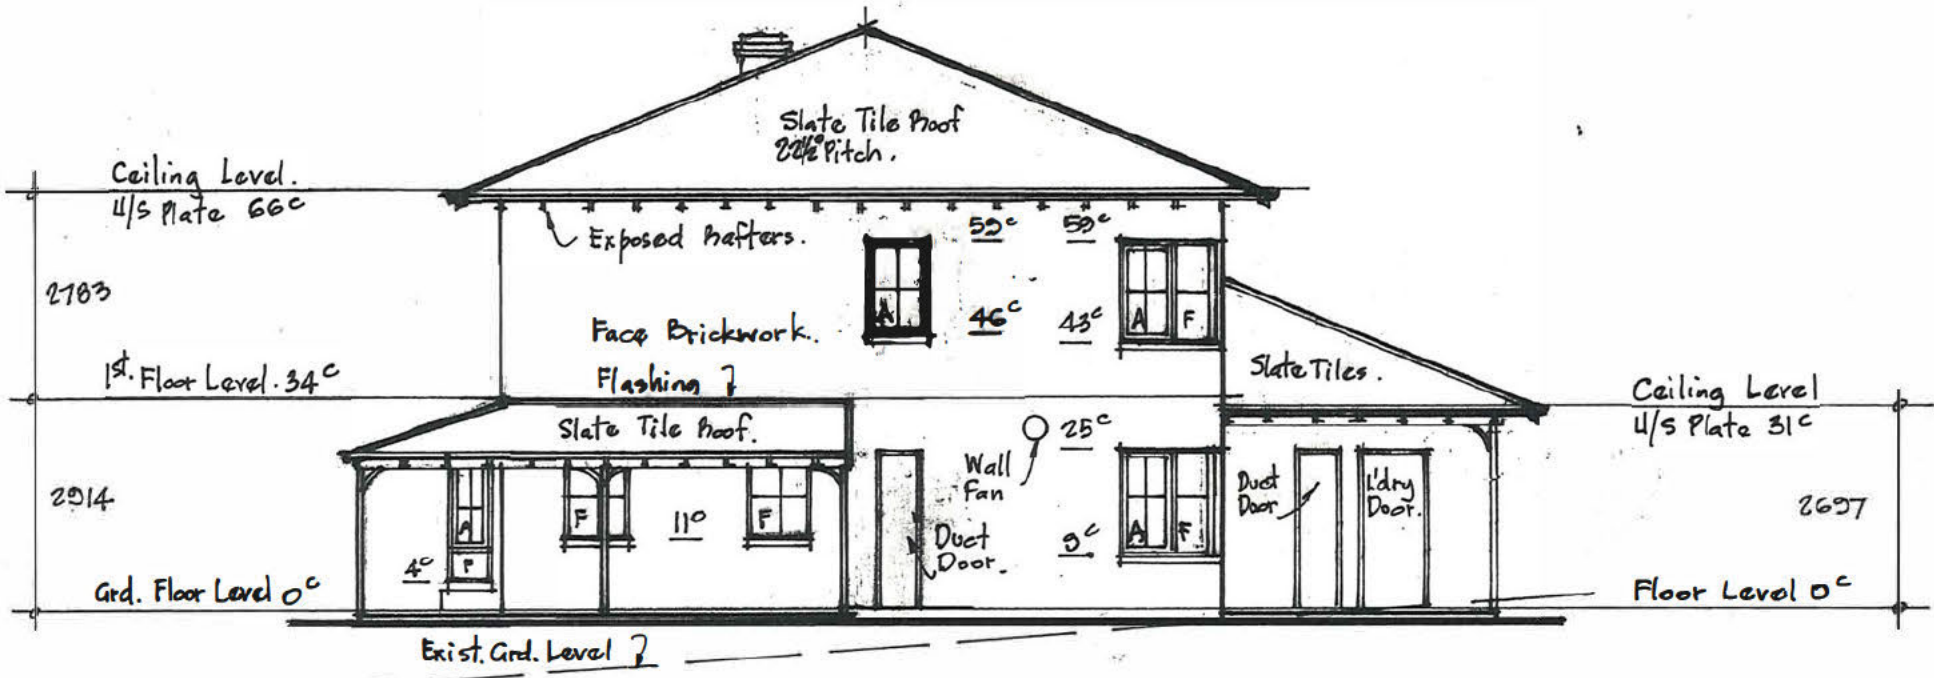 Slate Tile Roof
22½° Pitch.
Ceiling Level.
U/S Plate 66c
Exposed Rafters.
59c
59c
2783
A
46c
43c
A
F
Face Brickwork.
1st. Floor Level. 34c
Flashing
Slate Tiles.
Ceiling Level
U/S Plate 31c
Slate Tile Roof.
25c
Wall
Fan
2914
A
F
4c
F
11c
F
Duct
Door.
9c
A
F
Duct
Door
L'dry
Door.
2697
Grd. Floor Level 0c
Floor Level 0c
Exist. Grd. Level